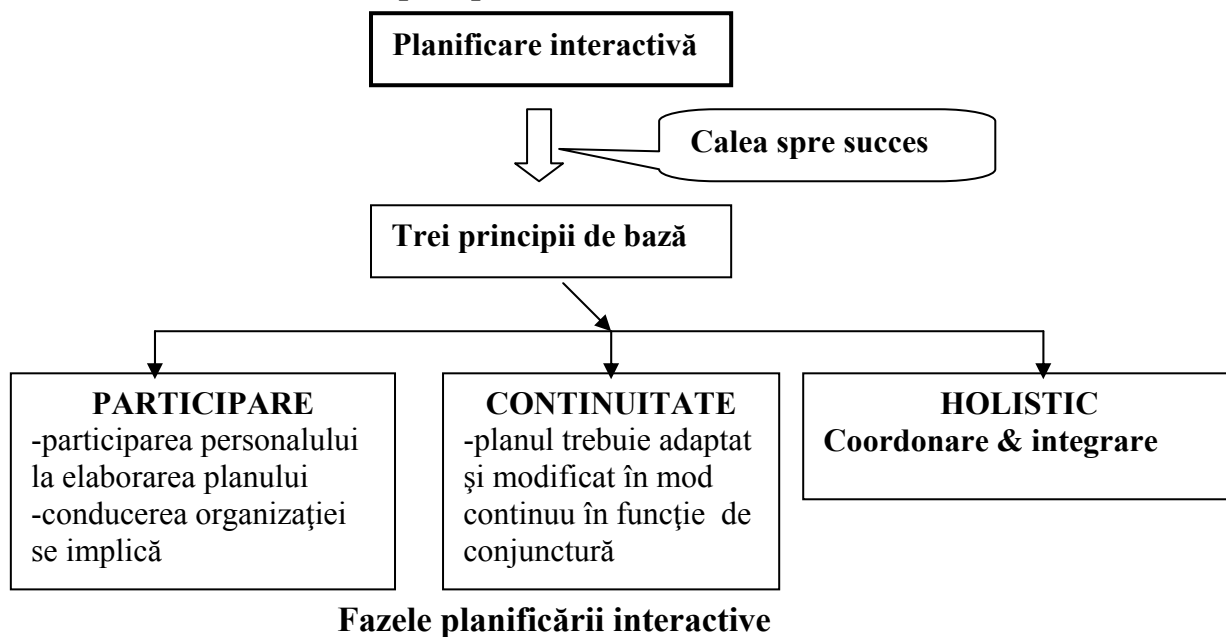 Planificare interactivă
Calea spre succes
Trei principii de bază
PARTICIPARE
-participarea personalului
la elaborarea planului
-conducerea organizaţiei
se implică
CONTINUITATE
-planul trebuie adaptat
şi modificat în mod
continuu în funcţie de
conjunctură
HOLISTIC
Coordonare & integrare
Fazele planificării interactive